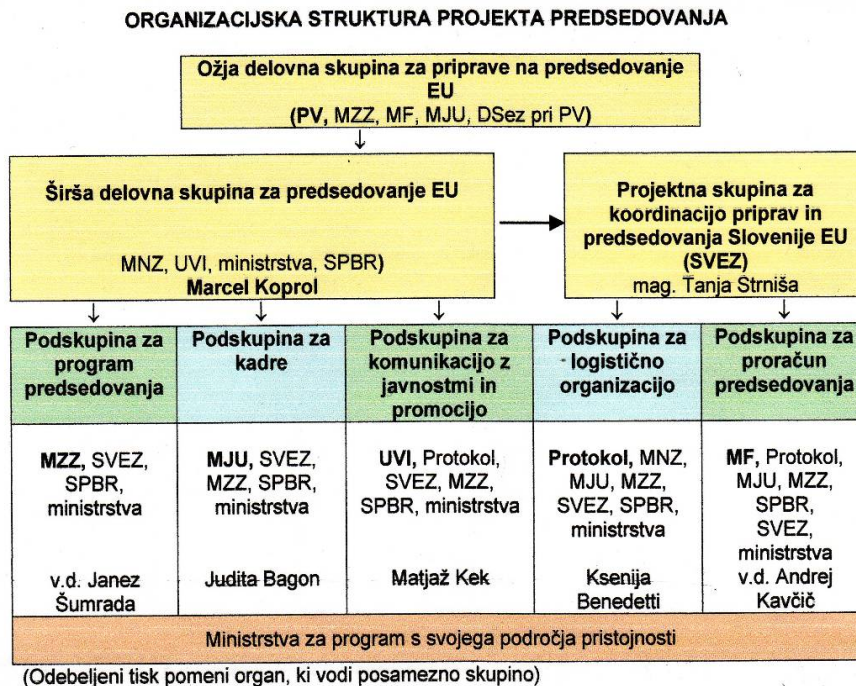 ORGANIZACIJSKA STRUKTURA PROJEKTA PREDSEDOVANJA
Ožja delovna skupina za priprave na predsedovanje
EU
(PV, MZZ, MF, MJU, DSez pri PV)
Širša delovna skupina za predsedovanje EU
MNZ, UVI, ministrstva, SPBR)
Marcel Koprol
Projektna skupina za
koordinacijo priprav in
predsedovanja Slovenije EU
(SVEZ)
mag. Tanja Strniša
Podskupina za
program
predsedovanja
Podskupina za
kadre
Podskupina za
komunikacijo z
javnostmi in
promocijo
Podskupina za
logistično
organizacijo
Podskupina za
proračun
predsedovanja
MZZ, SVEZ,
SPBR,
ministrstva
v.d. Janez
Šumrada
MJU, SVEZ,
MZZ, SPBR,
ministrstva
Judita Bagon
UVI, Protokol,
SVEZ, MZZ,
SPBR, ministrstva
Matjaž Kek
Protokol, MNZ,
MJU, MZZ,
SVEZ, SPBR,
ministrstva
Ksenija
Benedetti
MF, Protokol,
MJU, MZZ,
SPBR,
SVEZ,
ministrstva
v.d. Andrej
Kavčič
Ministrstva za program s svojega področja pristojnosti
(Odebeljeni tisk pomeni organ, ki vodi posamezno skupino)